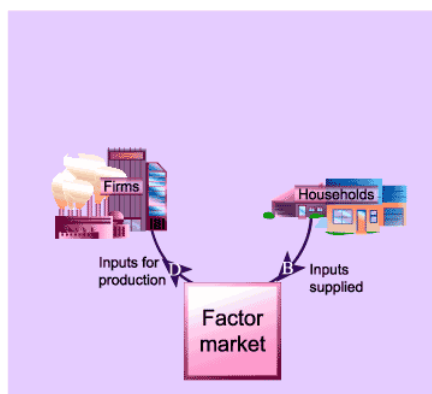 Firms
Households
Inputs for
production
D
B
Inputs
supplied
Factor
market